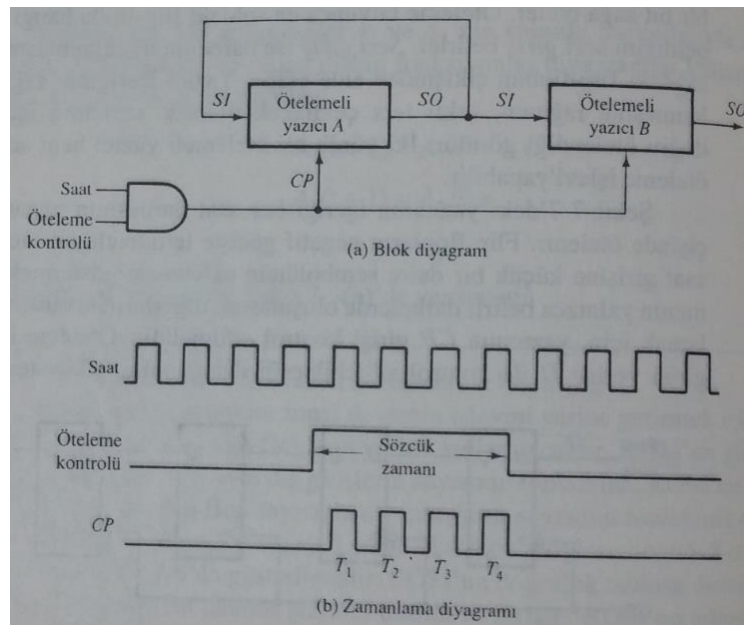 SI
Ötelemeli
yazıcı A
SO
SI
Ötelemeli
yazıcı B
SO
CP
Saat
Öteleme
kontrolü
(a) Blok diyagram
Saat
Öteleme
kontrolü
Sözcük
zamanı
CP
T1 T2 T3 T4
(b) Zamanlama diyagramı